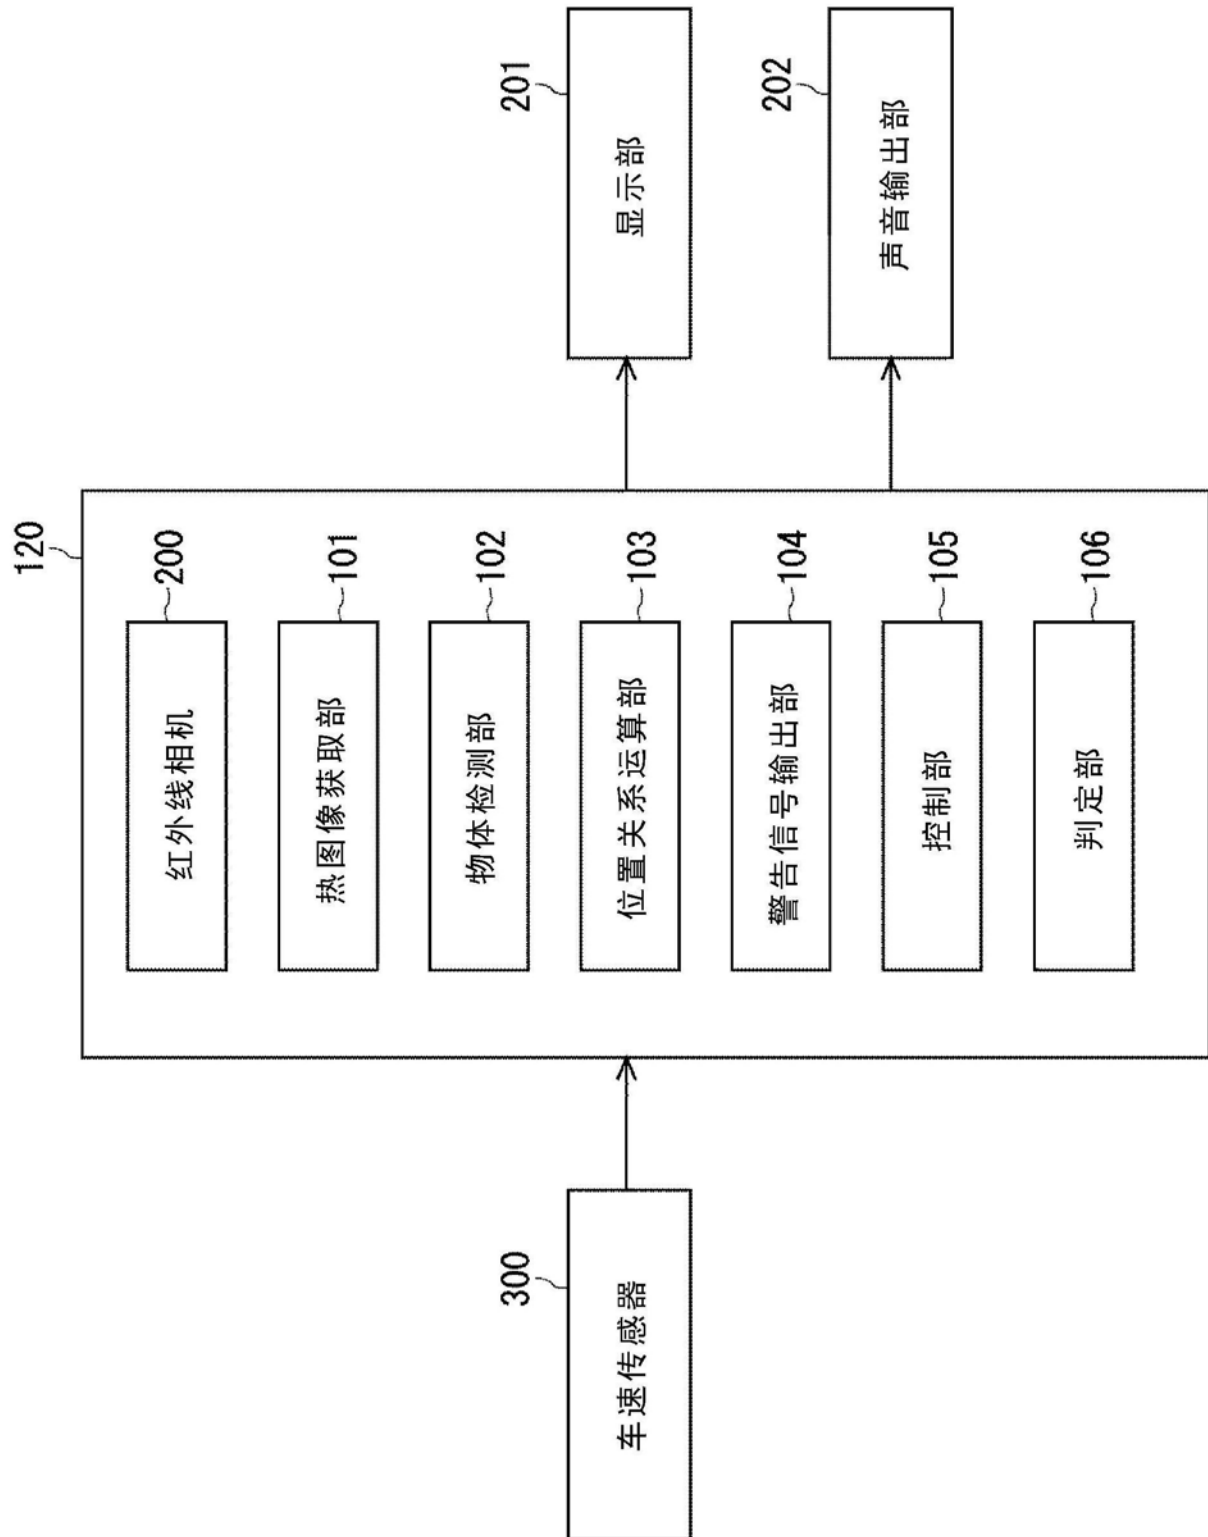 120
红外线相机
200
热图像获取部
101
物体检测部
102
位置关系运算部
103
警告信号输出部
104
控制部
105
判定部
106
车速传感器
300
显示部
201
声音输出部
202